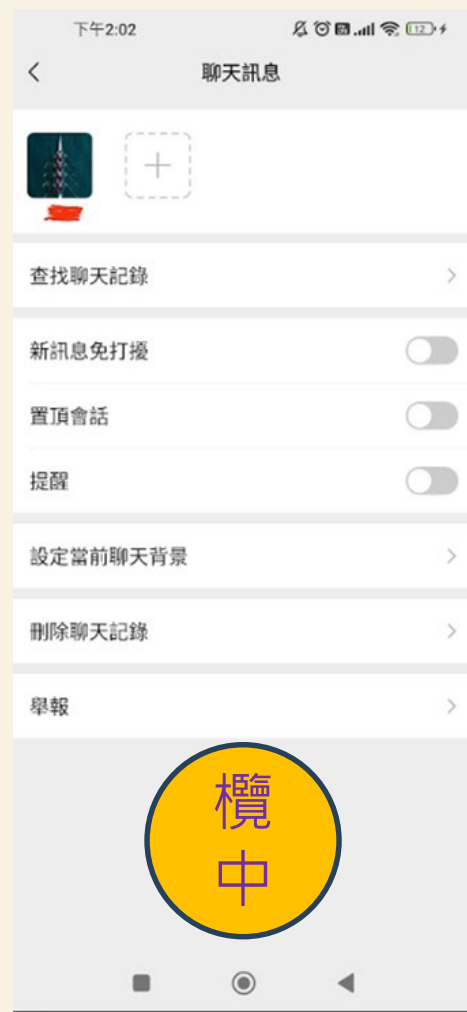 下午2:02
12
聊天訊息
查找聊天記錄
新訊息免打擾
置頂會話
提醒
設定當前聊天背景
刪除聊天記錄
舉報
欖
中